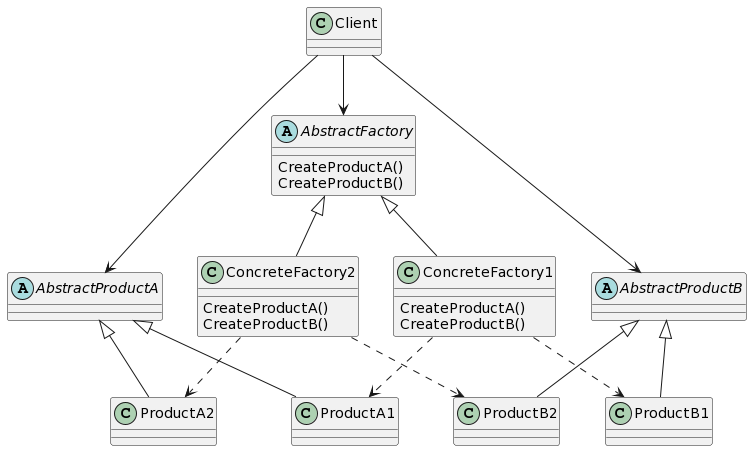 C Client
A AbstractFactory
CreateProductA()
CreateProductB()
A AbstractProductA
C ConcreteFactory2
CreateProductA()
CreateProductB()
C ConcreteFactory1
CreateProductA()
CreateProductB()
A AbstractProductB
C ProductA2
C ProductA1
C ProductB2
C ProductB1